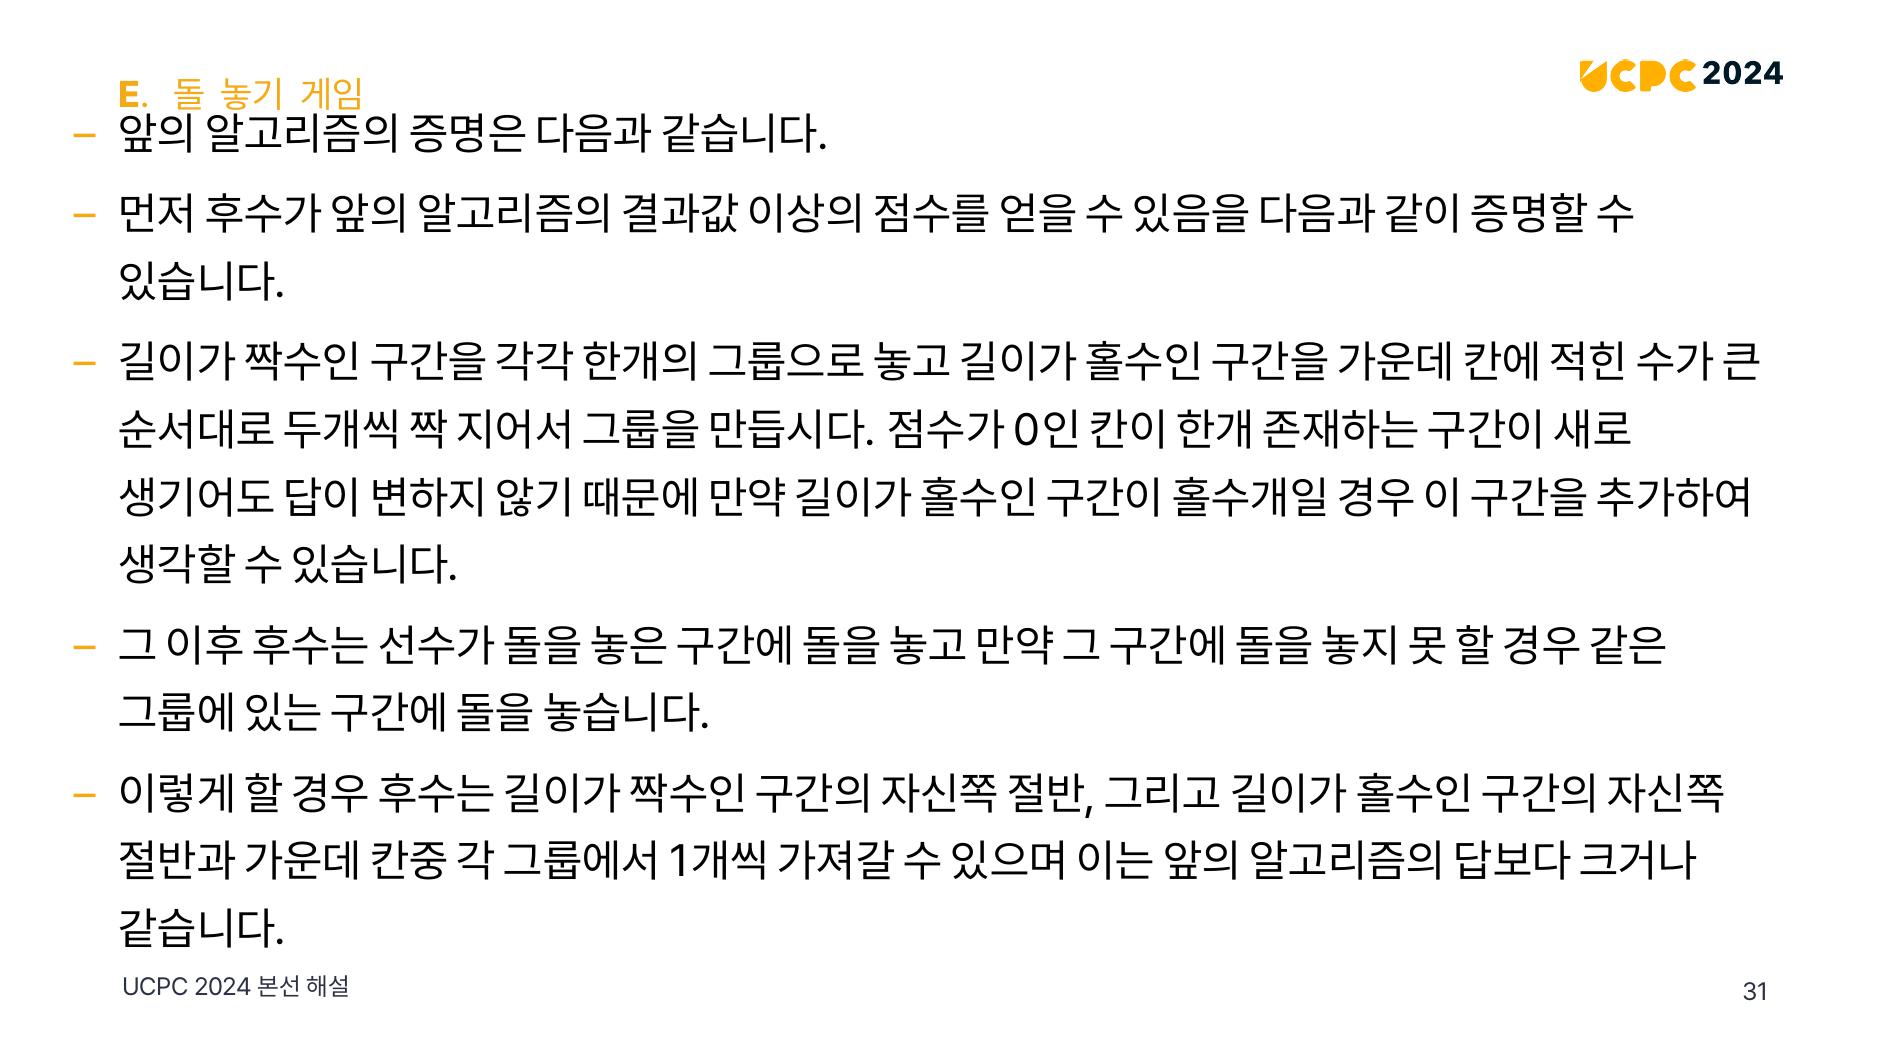 E. 돌 놓기 게임
UCPC 2024
– 앞의 알고리즘의 증명은 다음과 같습니다.
– 먼저 후수가 앞의 알고리즘의 결과값 이상의 점수를 얻을 수 있음을 다음과 같이 증명할 수
있습니다.
– 길이가 짝수인 구간을 각각 한개의 그룹으로 놓고 길이가 홀수인 구간을 가운데 칸에 적힌 수가 큰
순서대로 두개씩 짝 지어서 그룹을 만듭시다. 점수가 0인 칸이 한개 존재하는 구간이 새로
생기어도 답이 변하지 않기 때문에 만약 길이가 홀수인 구간이 홀수개일 경우 이 구간을 추가하여
생각할 수 있습니다.
– 그 이후 후수는 선수가 돌을 놓은 구간에 돌을 놓고 만약 그 구간에 돌을 놓지 못 할 경우 같은
그룹에 있는 구간에 돌을 놓습니다.
– 이렇게 할 경우 후수는 길이가 짝수인 구간의 자신쪽 절반, 그리고 길이가 홀수인 구간의 자신쪽
절반과 가운데 칸중 각 그룹에서 1개씩 가져갈 수 있으며 이는 앞의 알고리즘의 답보다 크거나
같습니다.
UCPC 2024 본선 해설
31